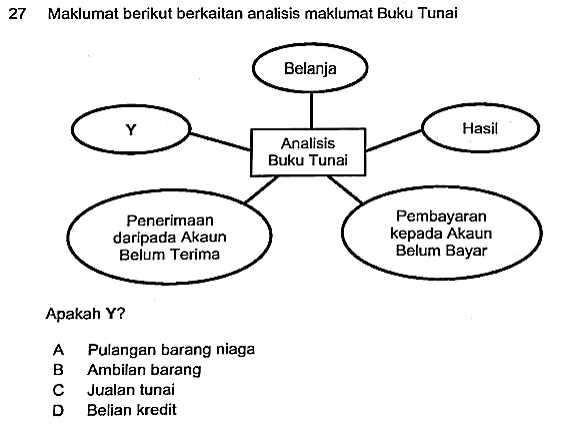 27 Maklumat berikut berkaitan analisis maklumat Buku Tunai
Belanja
Y
Analisis
Buku Tunai
Hasil
Penerimaan
daripada Akaun
Belum Terima
Pembayaran
kepada Akaun
Belum Bayar
Apakah Y?
A Pulangan barang niaga
B Ambilan barang
C Jualan tunai
D Belian kredit